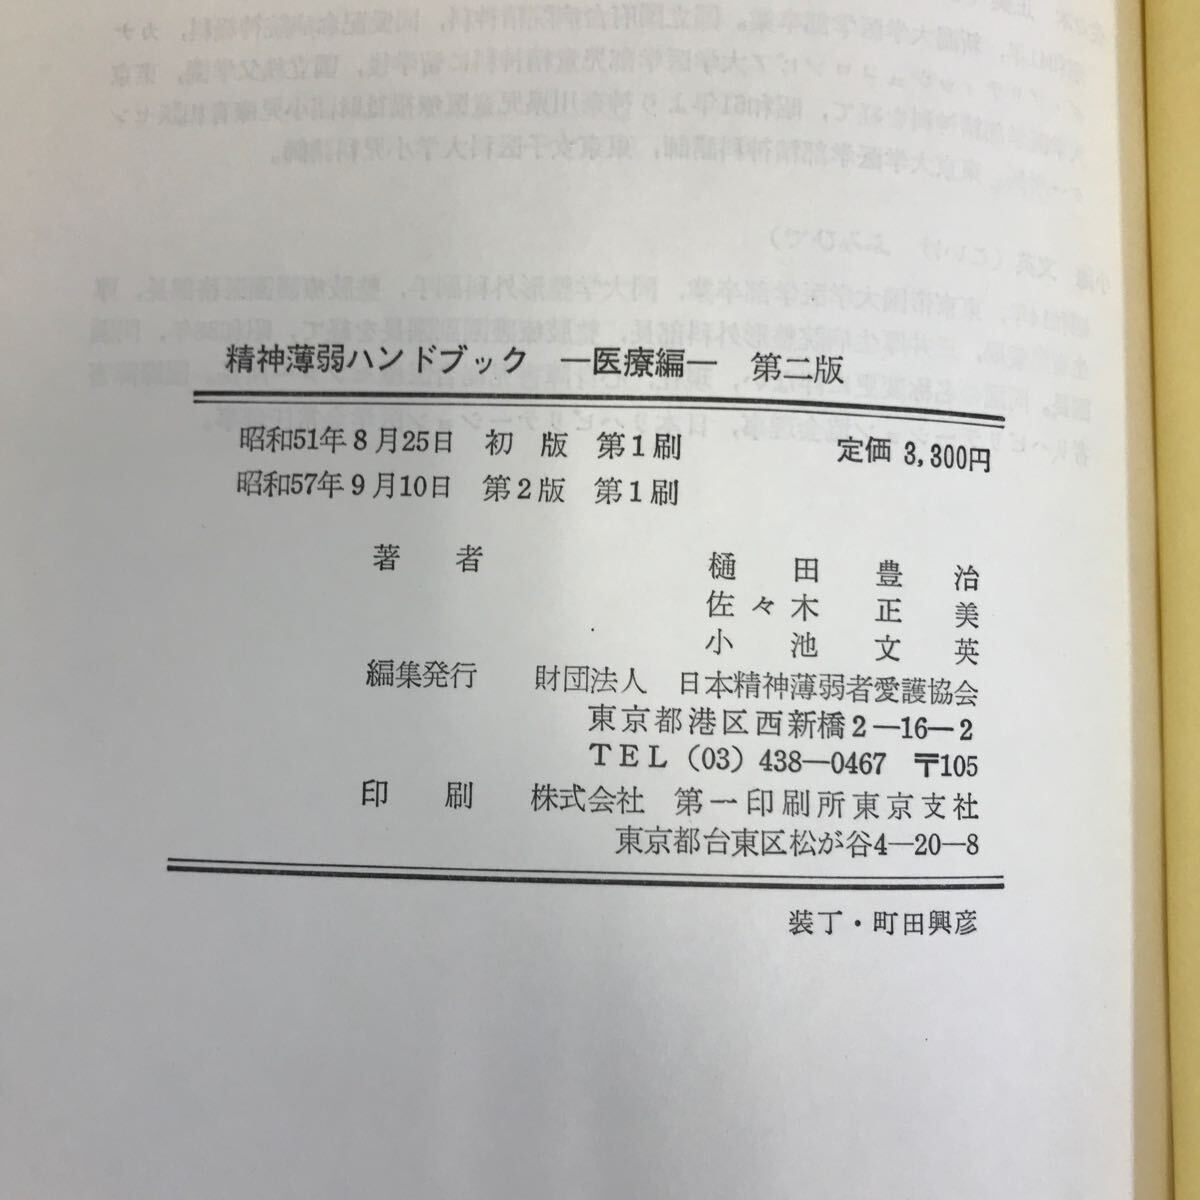 精神薄弱ハンドブック ―医療編― 第二版
昭和51年8月25日 初版 第1刷 定価 3,300円
昭和57年9月10日 第2版 第1刷
著者 樋田豊治
佐々木正美
小池文英
編集発行 財団法人 日本精神薄弱者愛護協会
東京都港区西新橋2―16―2
TEL (03) 438―0467 〒105
印刷 株式会社 第一印刷所東京支社
東京都台東区松が谷4―20―8
装丁・町田興彦